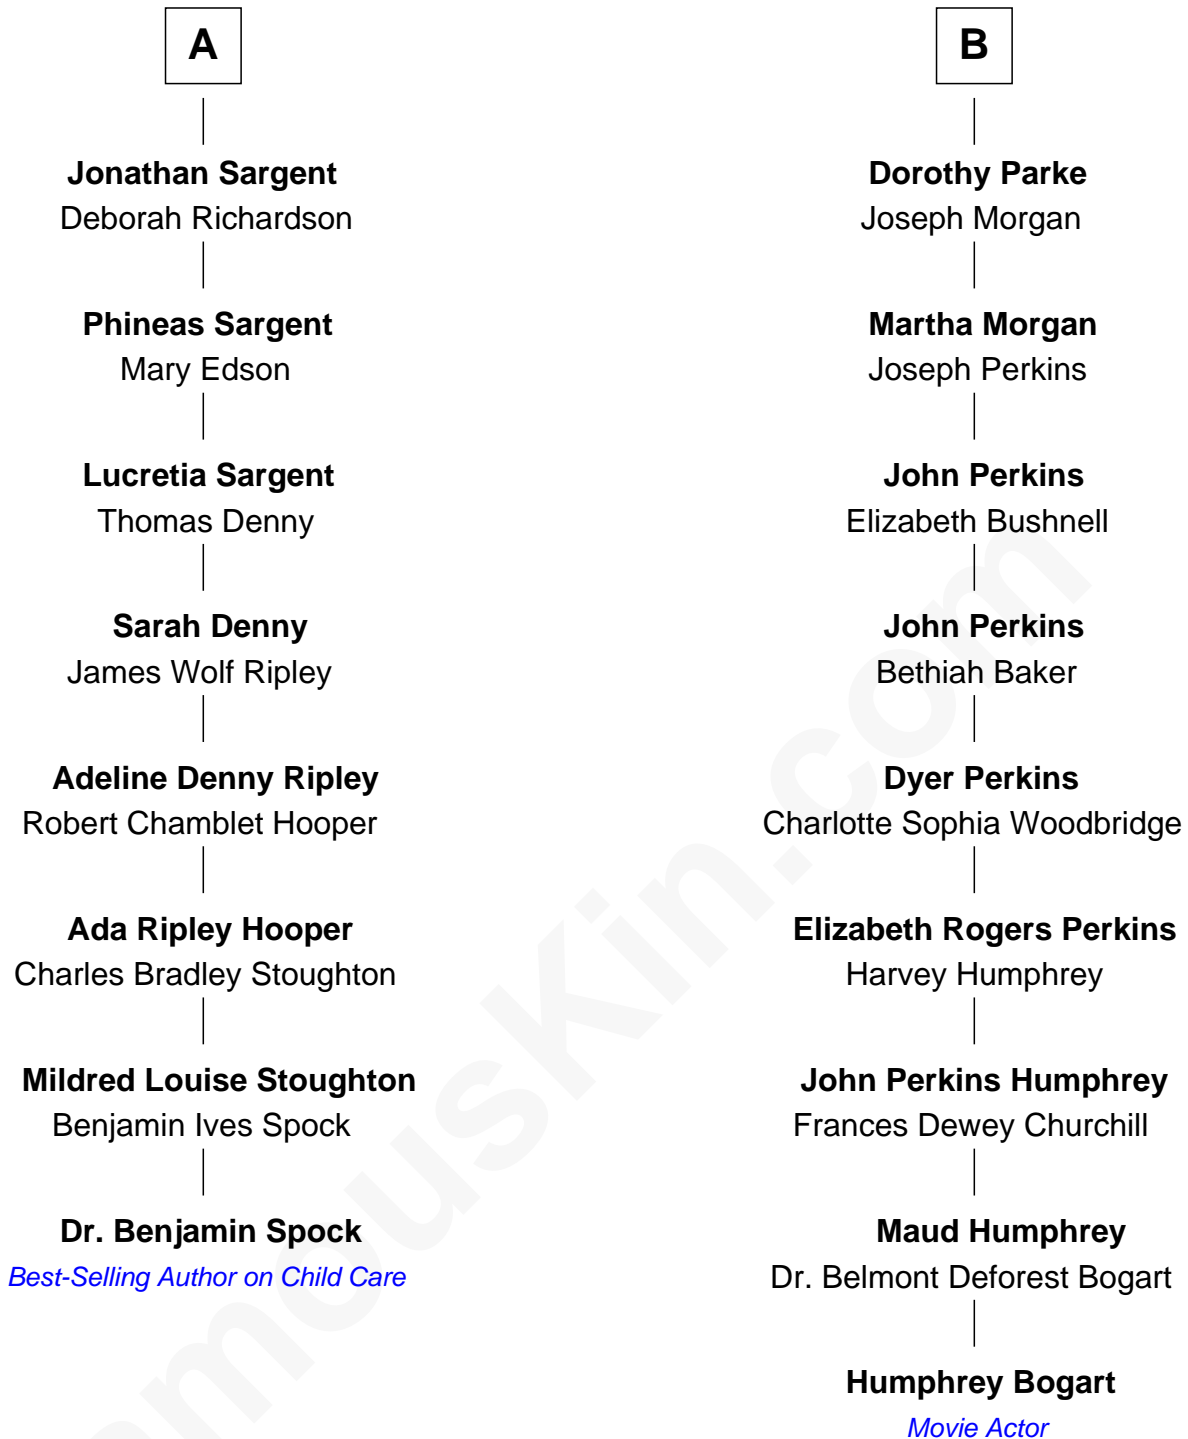 A
Jonathan Sargent
Deborah Richardson
Phineas Sargent
Mary Edson
Lucretia Sargent
Thomas Denny
Sarah Denny
James Wolf Ripley
Adeline Denny Ripley
Robert Chamblet Hooper
Ada Ripley Hooper
Charles Bradley Stoughton
Mildred Louise Stoughton
Benjamin Ives Spock
Dr. Benjamin Spock
Best-Selling Author on Child Care
B
Dorothy Parke
Joseph Morgan
Martha Morgan
Joseph Perkins
John Perkins
Elizabeth Bushnell
John Perkins
Bethiah Baker
Dyer Perkins
Charlotte Sophia Woodbridge
Elizabeth Rogers Perkins
Harvey Humphrey
John Perkins Humphrey
Frances Dewey Churchill
Maud Humphrey
Dr. Belmont Deforest Bogart
Humphrey Bogart
Movie Actor
amousKin.com